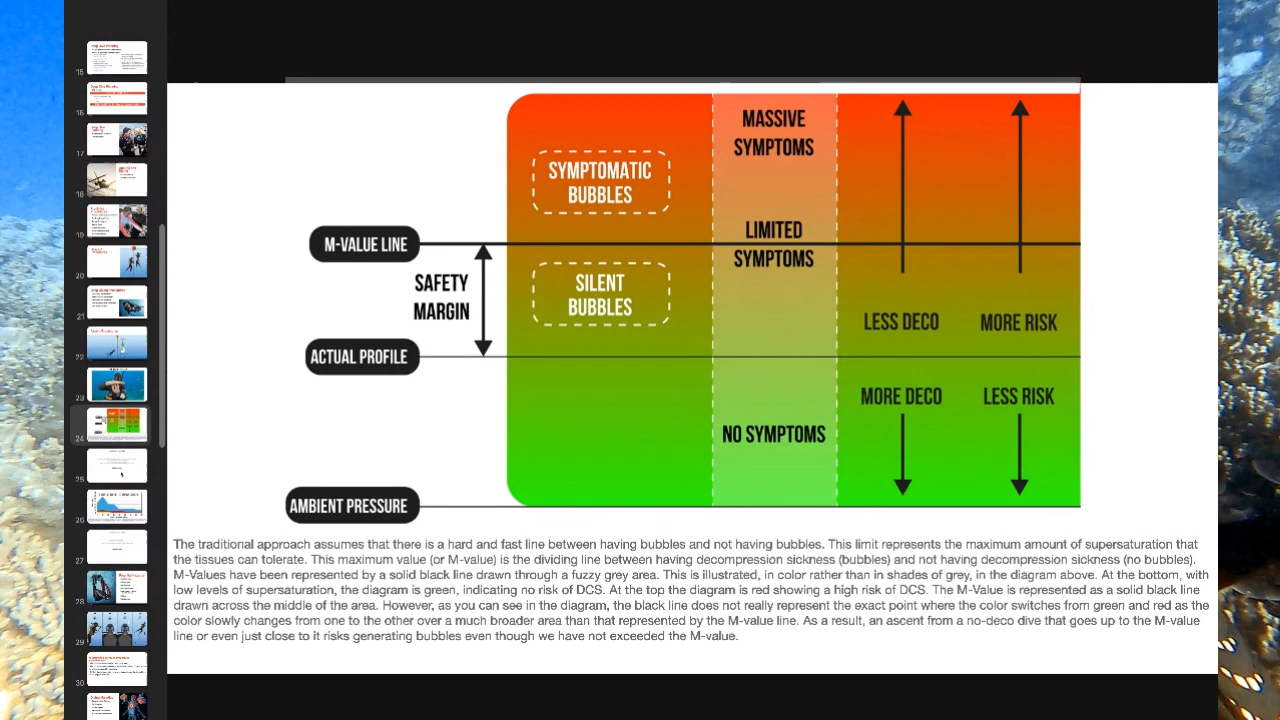 MASSIVE
SYMPTOMS
SYMPTOMATIC
BUBBLES
LIMITED
SYMPTOMS
M-VALUE LINE
SAFETY
MARGIN
SILENT
BUBBLES
LESS DECO
MORE RISK
ACTUAL PROFILE
MORE DECO
LESS RISK
NO SYMPTOMS
AMBIENT PRESSURE
The traditional approach assumes that there is a hard and fast line between having bubbles and not having bubbles. This limit represents the maximum amount of supersaturation that
the tissues can tolerate. This maximum value (or M-value) is the dividing line between having decompression sickness (bubbles) and not having decompression sickness (no bubbles).
M-Values have been represented by a solid black line drawn through a fuzzy grey area. This is illustrated, in color rather than in shades of grey, in the diagram above. At the bottom, with
low levels of supersaturation, the diagram is green, indicating no risk of DCS. At the top the diagram is red showing a high risk of DCS. The M-Value is represented as a solid black line
drawn across the middle of the area. However, as you can see in the diagram, the black line does not really represent the exact point where the color switches from green and red as the
color slowly changes from one to the other over a much broader area than that represented by the M-value line. As a result, an ascent from a no-deco dive that goes up to the M-value
line or even just close to it risks generating bubbles even though we have not exceeded the M-value.
15
17
19
20
21
22
23
24
25
26
27
28
29
30